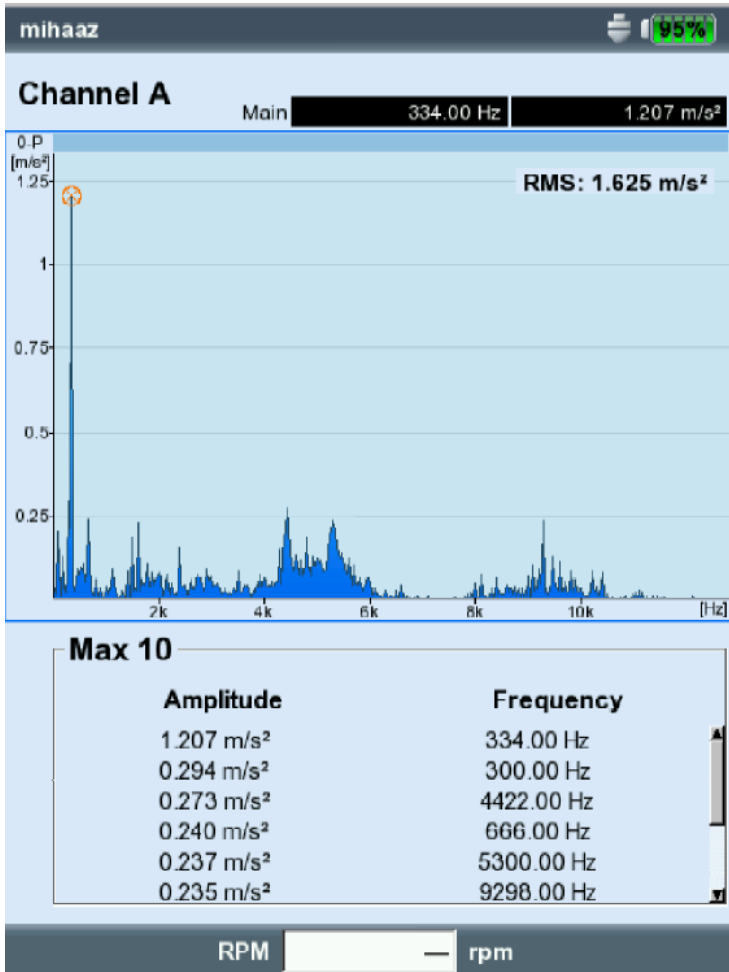 mihaaz 95%
Channel A Main 334.00 Hz 1.207 m/s²
0-P
[m/s²]
RMS: 1.625 m/s²
1.25
1
0.75
0.5
0.25
2k 4k 6k 8k 10k [Hz]
Max 10
Amplitude Frequency
1.207 m/s² 334.00 Hz
0.294 m/s² 300.00 Hz
0.273 m/s² 4422.00 Hz
0.240 m/s² 666.00 Hz
0.237 m/s² 5300.00 Hz
0.235 m/s² 9298.00 Hz
RPM — rpm